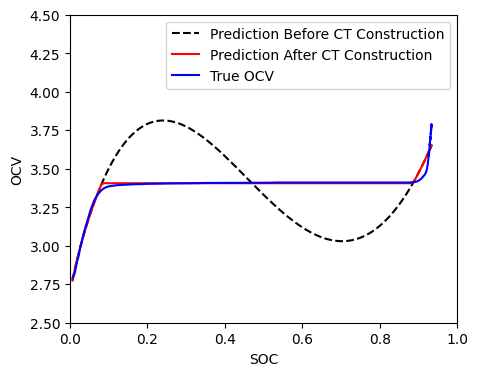 4.50
4.25
4.00
3.75
3.50
3.25
3.00
2.75
2.50
OCV
Prediction Before CT Construction
Prediction After CT Construction
True OCV
0.0 0.2 0.4 0.6 0.8 1.0
SOC